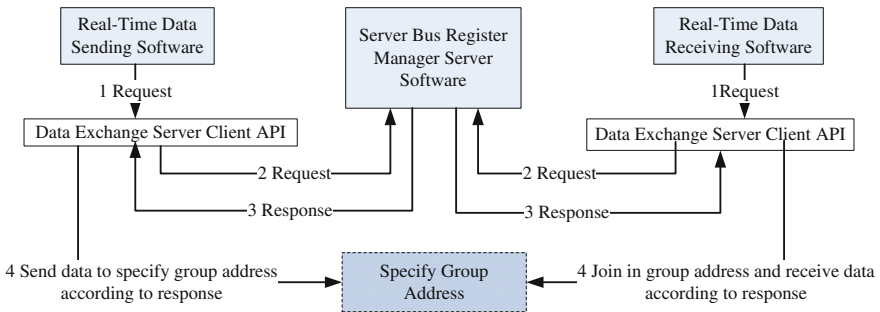 Real-Time Data
Sending Software
Server Bus Register
Manager Server
Software
Real-Time Data
Receiving Software
1 Request
1Request
Data Exchange Server Client API
Data Exchange Server Client API
2 Request
2 Request
3 Response
3 Response
4 Send data to specify group address
according to response
Specify Group
Address
4 Join in group address and receive data
according to response